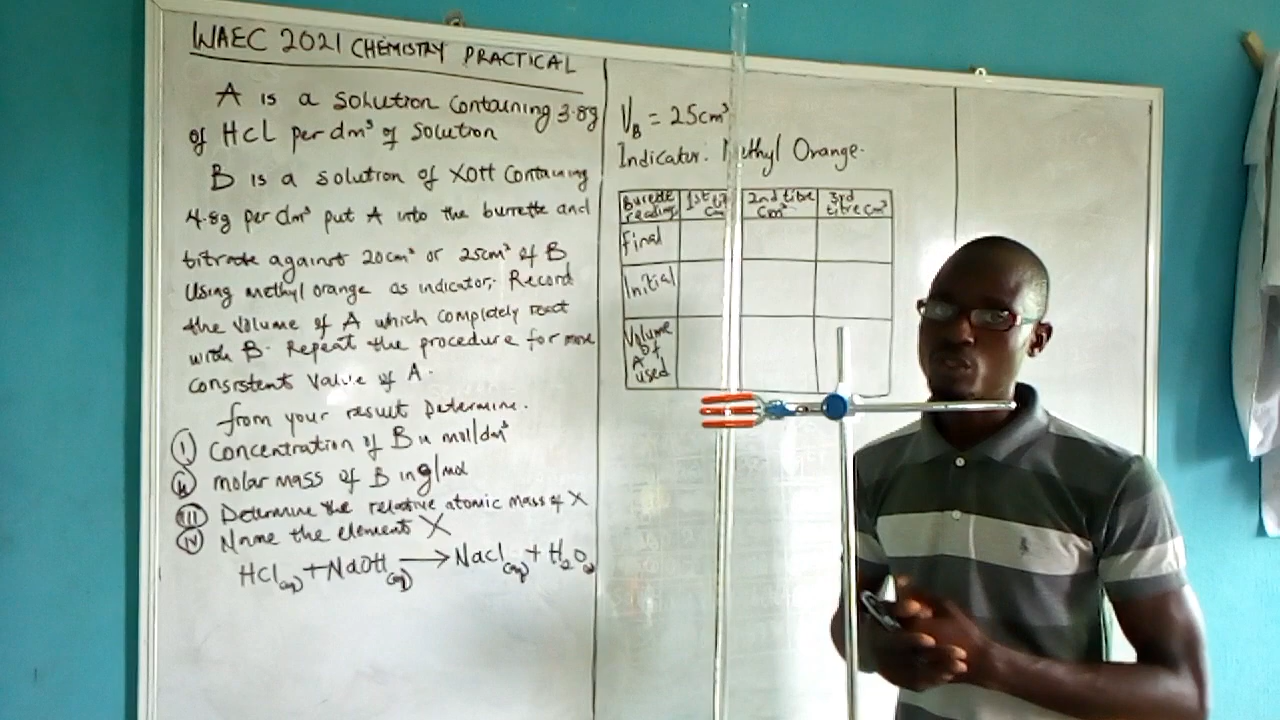 WAEC 2021 CHEMISTRY PRACTICAL
A is a solution containing 3.8g
of HCl per dm³ of solution
B is a solution of XOH containing
4.8g per dm³ put A into the burrette and
titrate against 20cm³ or 25cm³ of B
Using methyl orange as indicator. Record
the volume of A which completely react
with B. Repeat the procedure for more
consistent value of A.
from your result Determine.
(I) Concentration of B in mol/dm³
(ii) molar mass of B in g/mol
(III) Determine the relative atomic mass of X
(IV) Name the element X
HCl(aq) + NaOH(aq) → NaCl(aq) + H₂O(l)
V_B = 25cm³
Indicator: Methyl Orange.
Burette reading 1st cm 2nd titre cm³ 3rd titre cm³
Final
Initial
Volume of A used